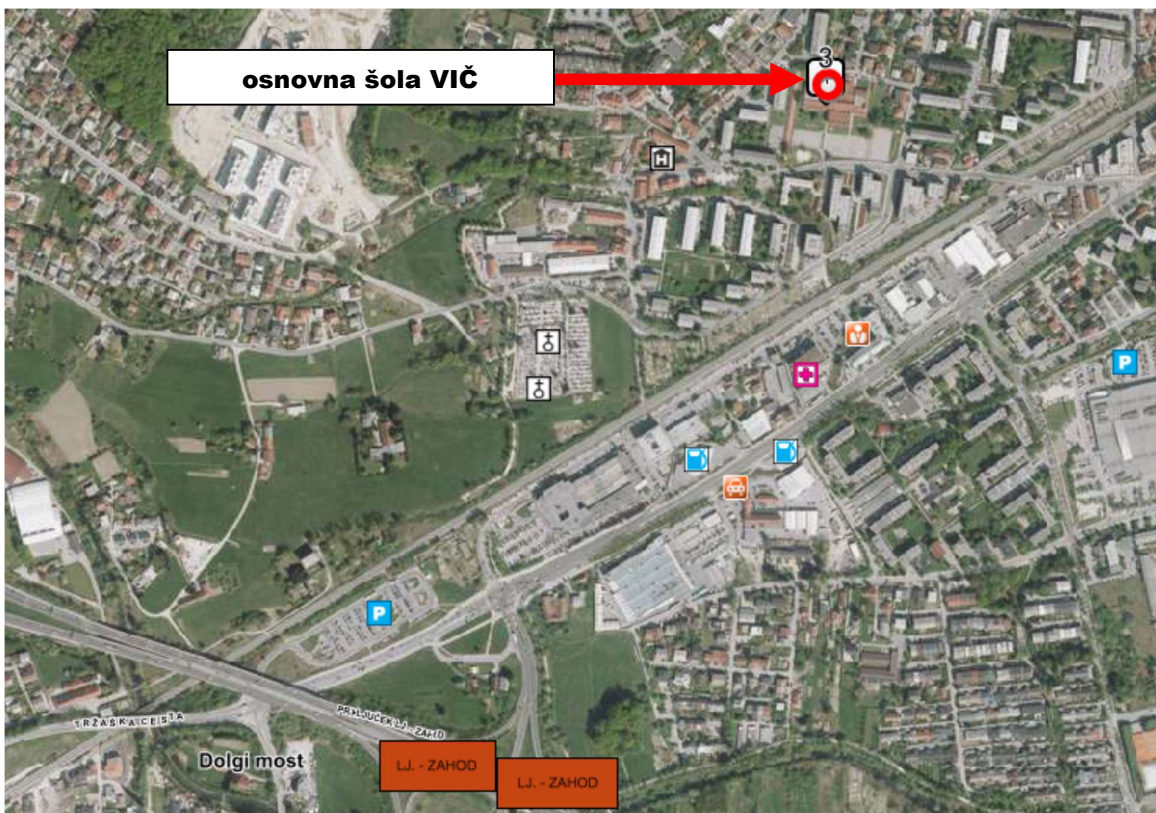 osnovna šola VIČ
3
H
P
P
TRŽAŠKA CESTA
PRIKLJUČEK LJ. - ZAHOD
Dolgi most
LJ. - ZAHOD
LJ. - ZAHOD